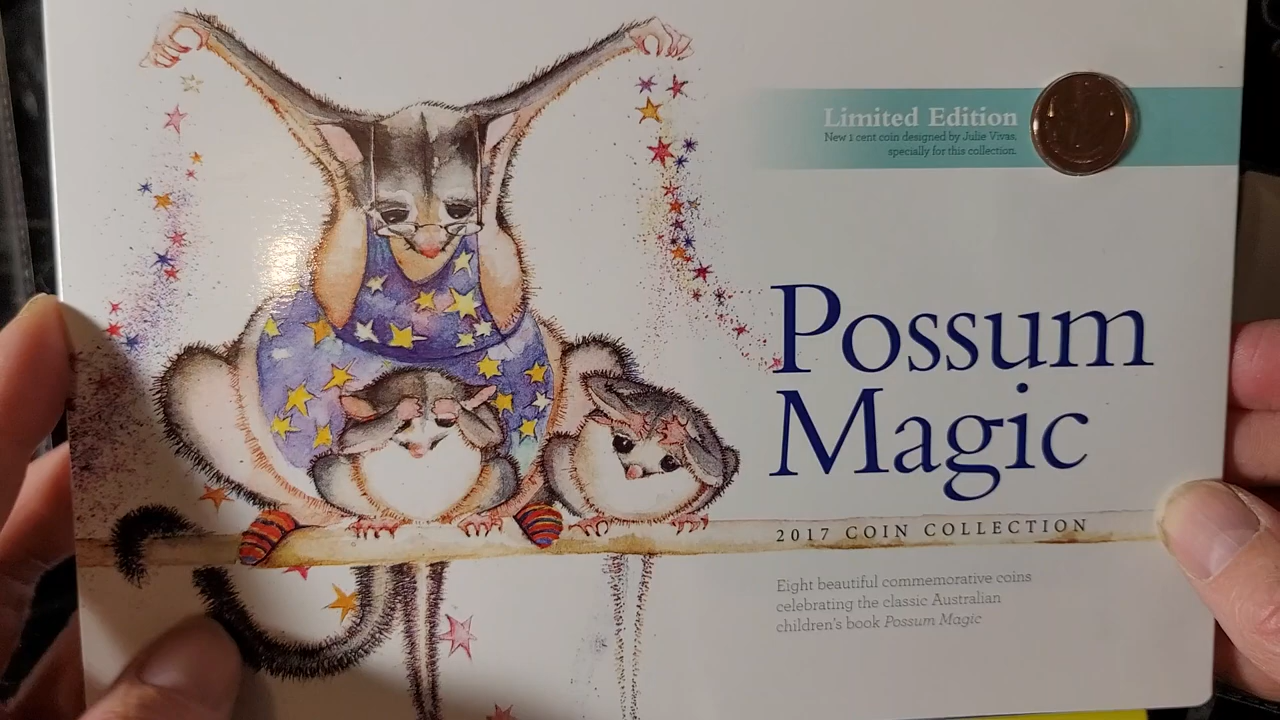 Limited Edition
New 1 cent coin designed by Julie Vivas,
specially for this collection.
Possum
Magic
2017 COIN COLLECTION
Eight beautiful commemorative coins
celebrating the classic Australian
children's book Possum Magic